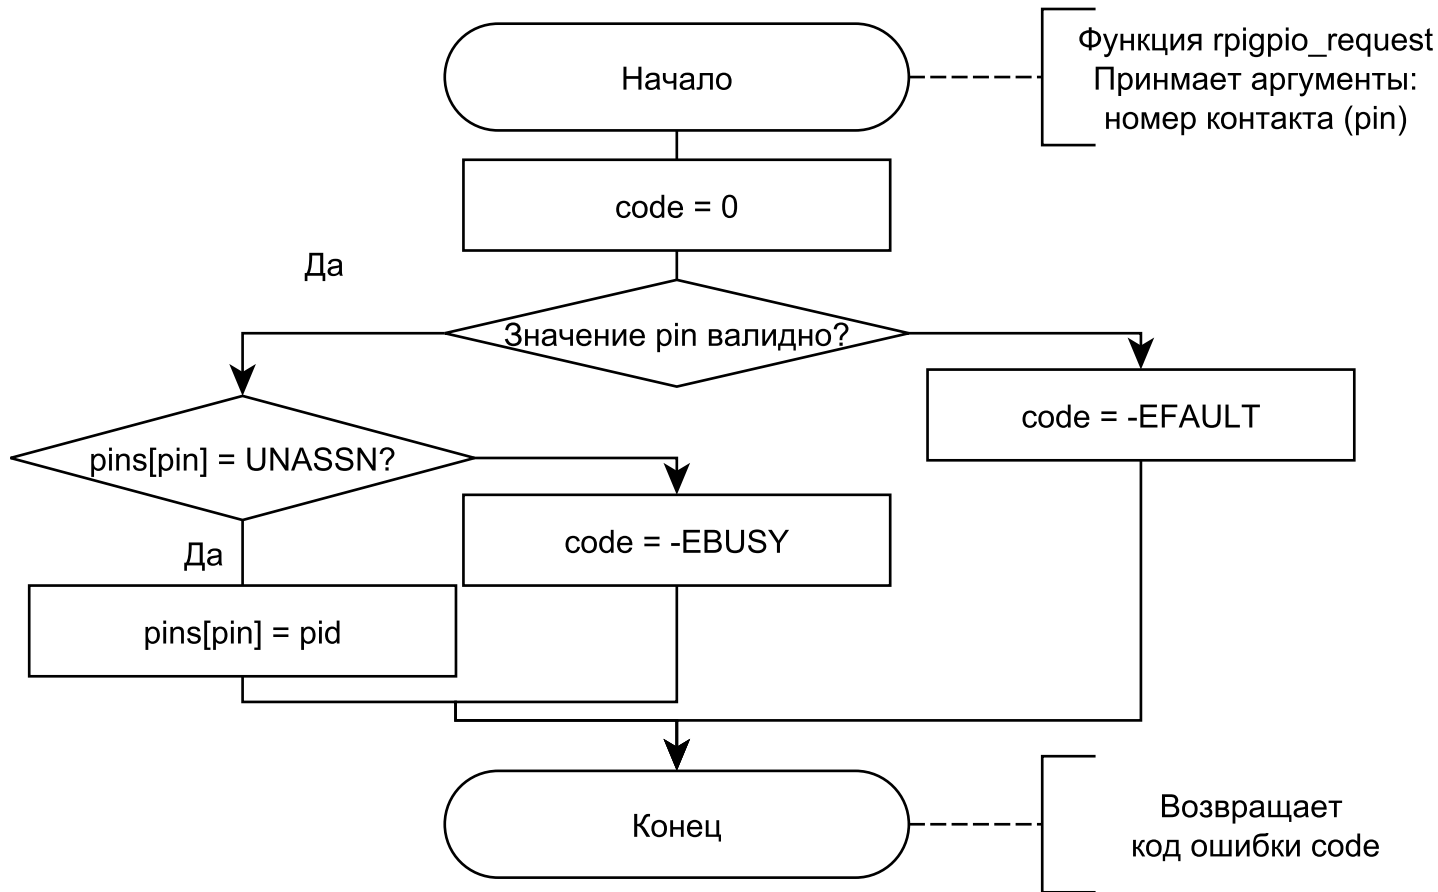 Начало
Функция rpigpio_request
Принмает аргументы:
номер контакта (pin)
code = 0
Да
Значение pin валидно?
code = -EFAULT
pins[pin] = UNASSN?
code = -EBUSY
Да
pins[pin] = pid
Конец
Возвращает
код ошибки code